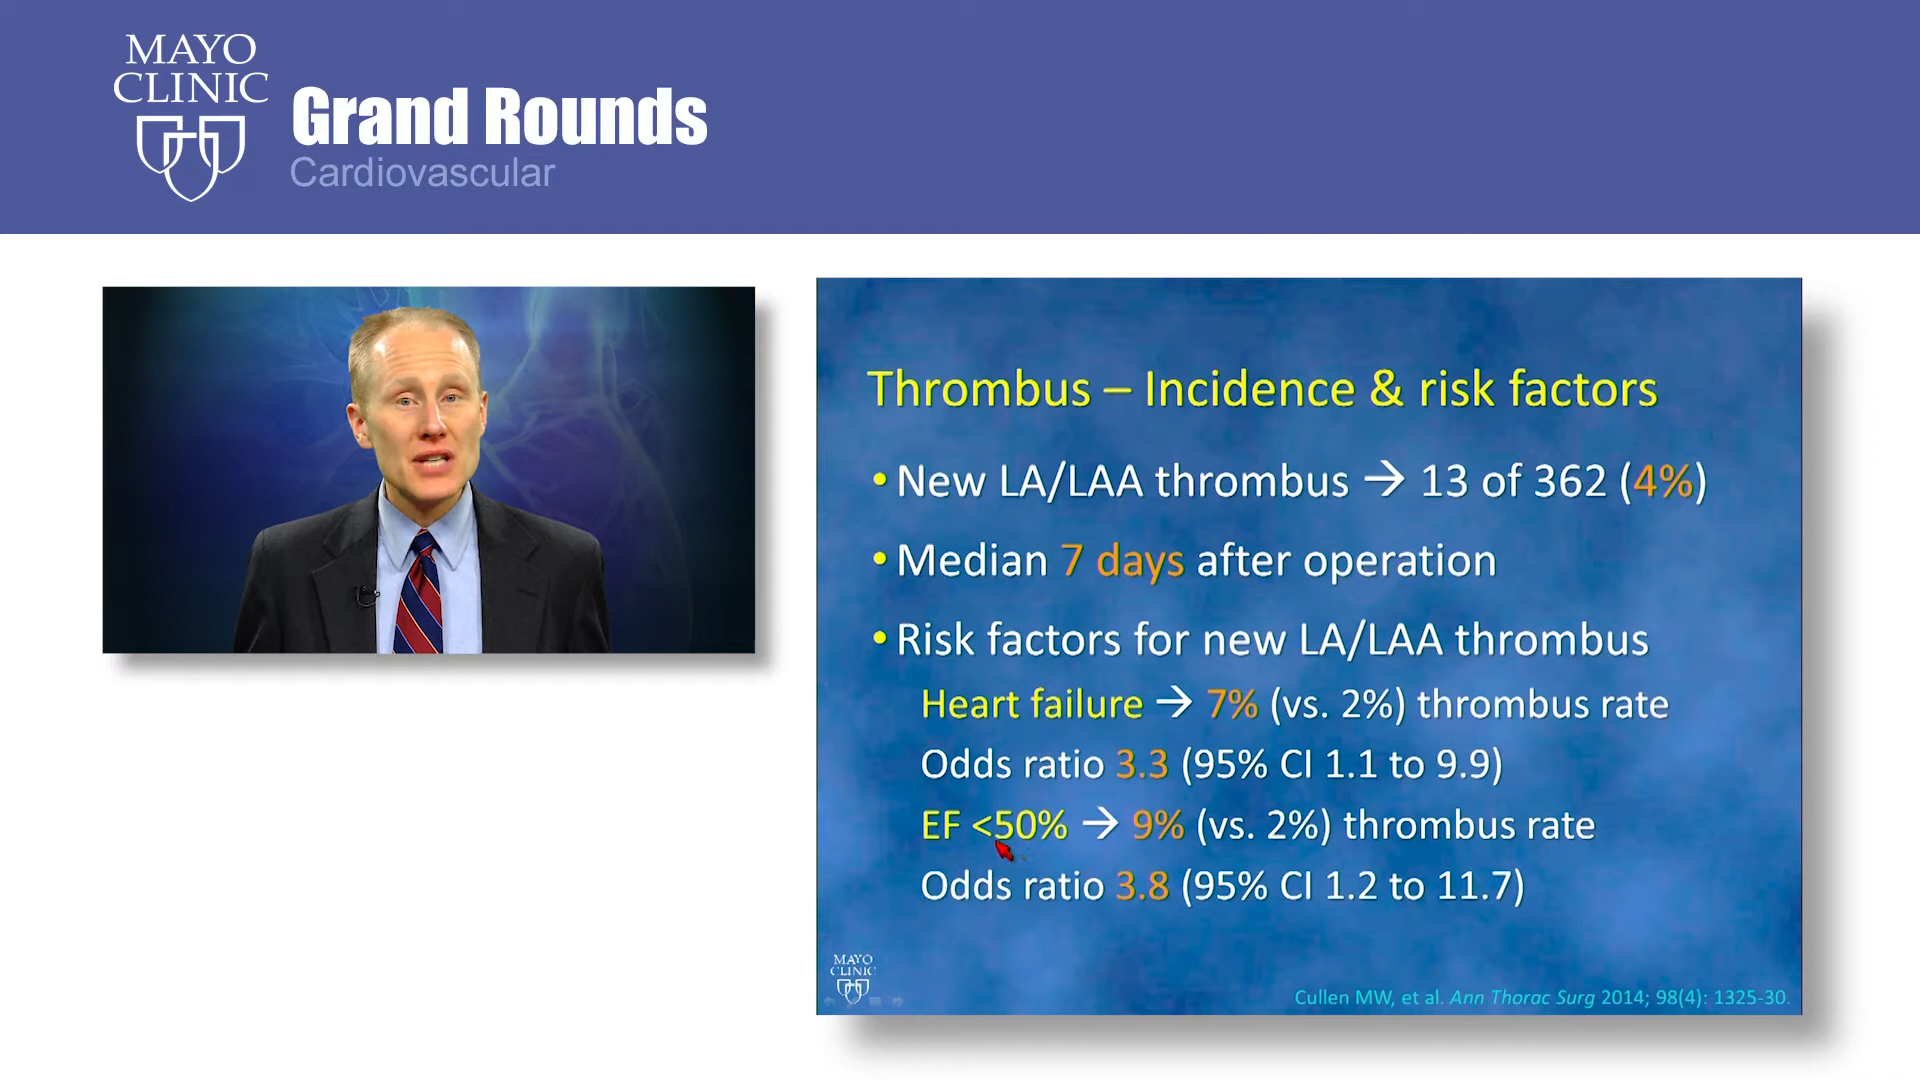 MAYO
CLINIC
Grand Rounds
Cardiovascular
Thrombus – Incidence & risk factors
• New LA/LAA thrombus → 13 of 362 (4%)
• Median 7 days after operation
• Risk factors for new LA/LAA thrombus
Heart failure → 7% (vs. 2%) thrombus rate
Odds ratio 3.3 (95% CI 1.1 to 9.9)
EF <50% → 9% (vs. 2%) thrombus rate
Odds ratio 3.8 (95% CI 1.2 to 11.7)
MAYO
CLINIC
Cullen MW, et al. Ann Thorac Surg 2014; 98(4): 1325-30.